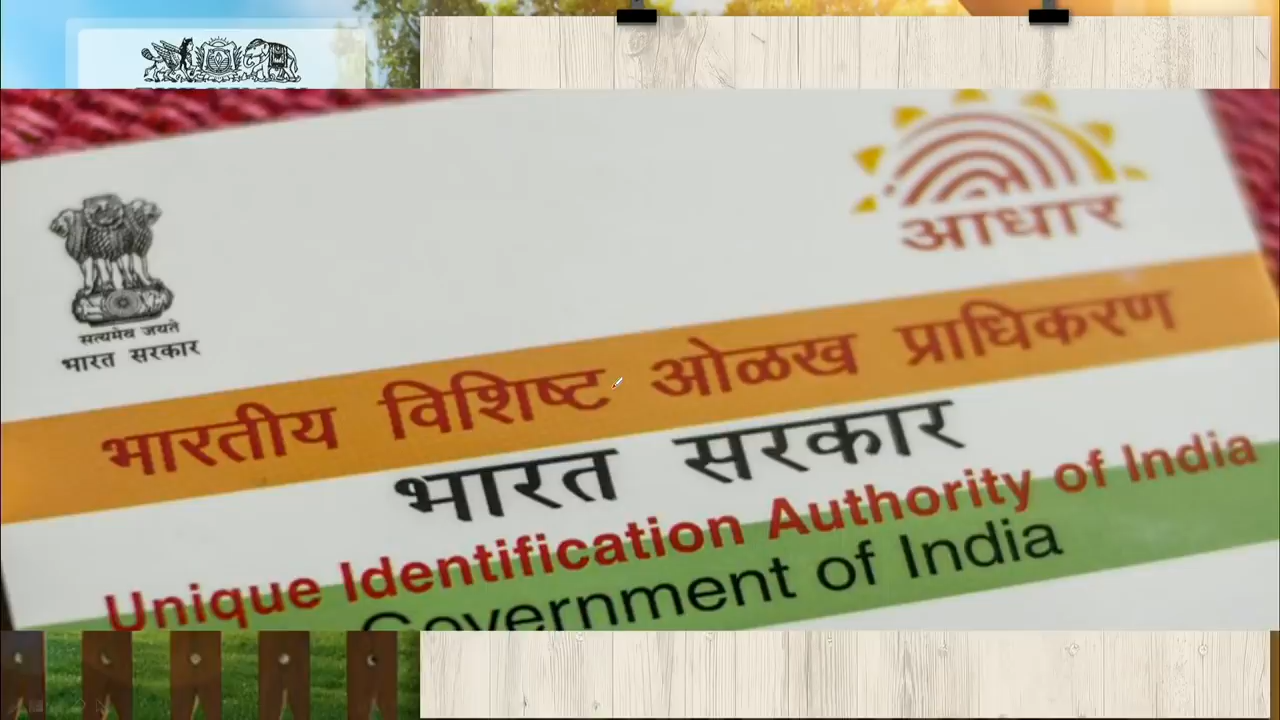 आधार
सत्यमेव जयते
भारत सरकार
भारतीय विशिष्ट ओळख प्राधिकरण
भारत सरकार
Unique Identification Authority of India
Government of India